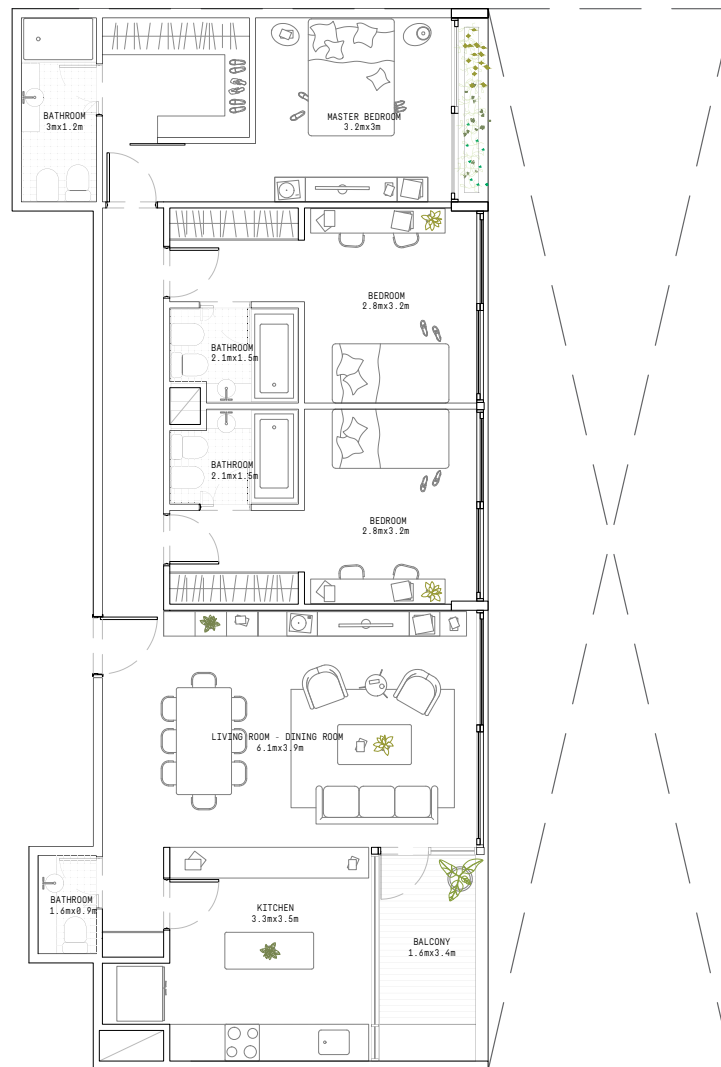 BATHROOM
3mx1.2m
MASTER BEDROOM
3.2mx3m
BEDROOM
2.8mx3.2m
BATHROOM
2.1mx1.5m
BATHROOM
2.1mx1.5m
BEDROOM
2.8mx3.2m
LIVING ROOM - DINING ROOM
6.1mx3.9m
BATHROOM
1.6mx0.9m
KITCHEN
3.3mx3.5m
BALCONY
1.6mx3.4m